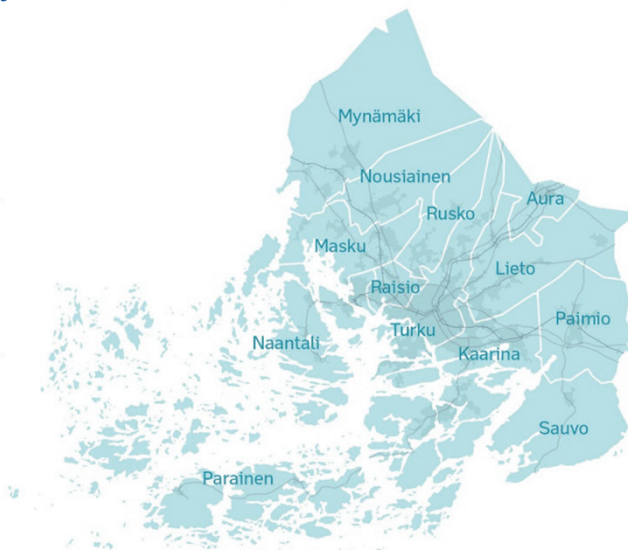 Mynämäki
Nousiainen
Aura
Rusko
Masku
Lieto
Raisio
Paimio
Turku
Naantali
Kaarina
Sauvo
Parainen